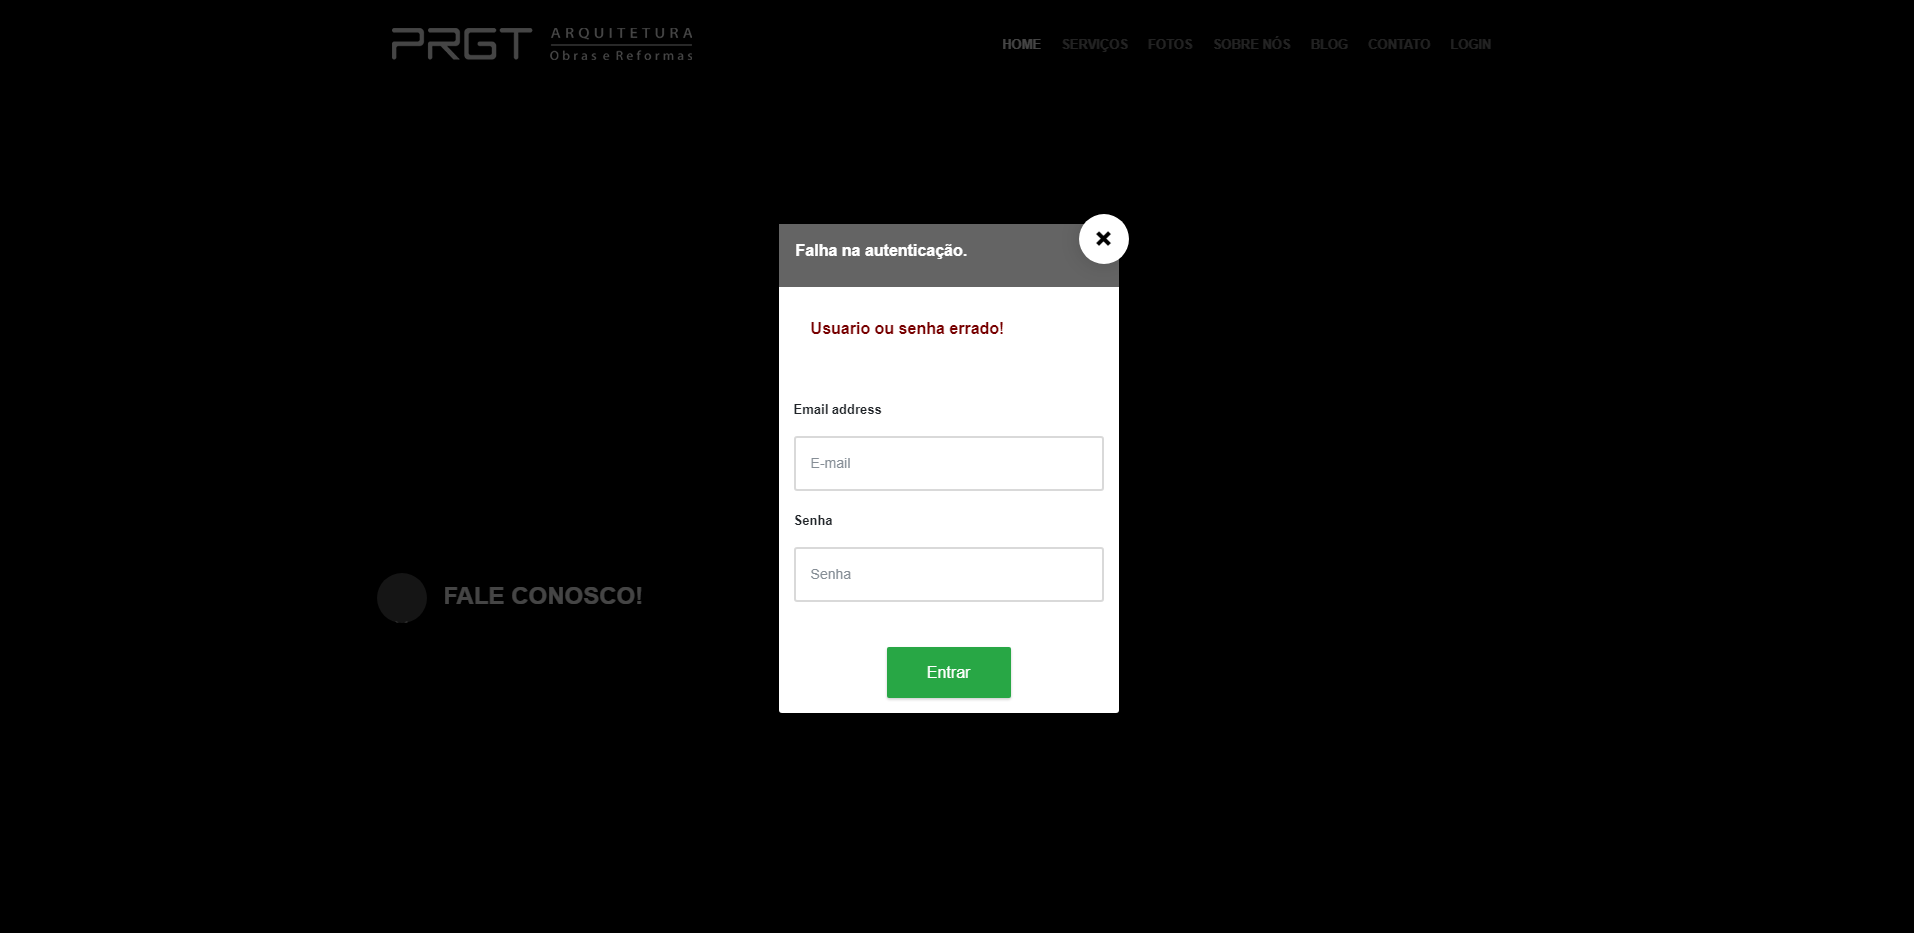 PRGT ARQUITETURA
Obras e Reformas
HOME SERVIÇOS FOTOS SOBRE NÓS BLOG CONTATO LOGIN
Falha na autenticação.
Usuario ou senha errado!
Email address
E-mail
Senha
Senha
Entrar
FALE CONOSCO!